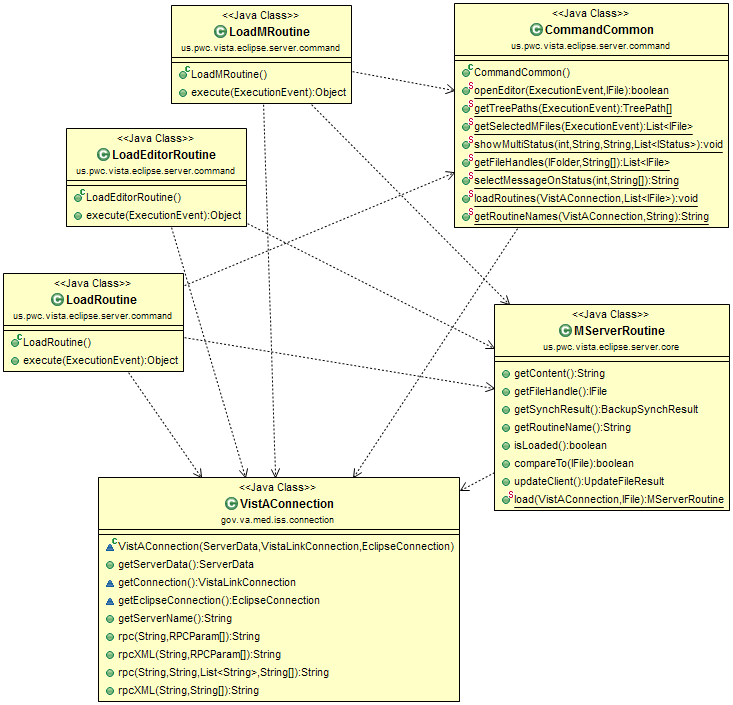 <<Java Class>>
LoadMRoutine
us.pwc.vista.eclipse.server.command
LoadMRoutine()
execute(ExecutionEvent):Object
<<Java Class>>
CommandCommon
us.pwc.vista.eclipse.server.command
CommandCommon()
openEditor(ExecutionEvent,IFile):boolean
getTreePaths(ExecutionEvent):TreePath[]
getSelectedMFiles(ExecutionEvent):List<IFile>
showMultiStatus(int,String,String,List<IStatus>):void
getFileHandles(IFolder,String[]):List<IFile>
selectMessageOnStatus(int,String[]):String
loadRoutines(VistAConnection,List<IFile>):void
getRoutineNames(VistAConnection,String):String
<<Java Class>>
LoadEditorRoutine
us.pwc.vista.eclipse.server.command
LoadEditorRoutine()
execute(ExecutionEvent):Object
<<Java Class>>
LoadRoutine
us.pwc.vista.eclipse.server.command
LoadRoutine()
execute(ExecutionEvent):Object
<<Java Class>>
MServerRoutine
us.pwc.vista.eclipse.server.core
getContent():String
getFileHandle():IFile
getSynchResult():BackupSynchResult
getRoutineName():String
isLoaded():boolean
compareTo(IFile):boolean
updateClient():UpdateFileResult
load(VistAConnection,IFile):MServerRoutine
<<Java Class>>
VistAConnection
gov.va.med.iss.connection
VistAConnection(ServerData,VistaLinkConnection,EclipseConnection)
getServerData():ServerData
getConnection():VistaLinkConnection
getEclipseConnection():EclipseConnection
getServerName():String
rpc(String,RPCParam[]):String
rpcXML(String,RPCParam[]):String
rpc(String,String,List<String>,String[]):String
rpcXML(String,String[]):String